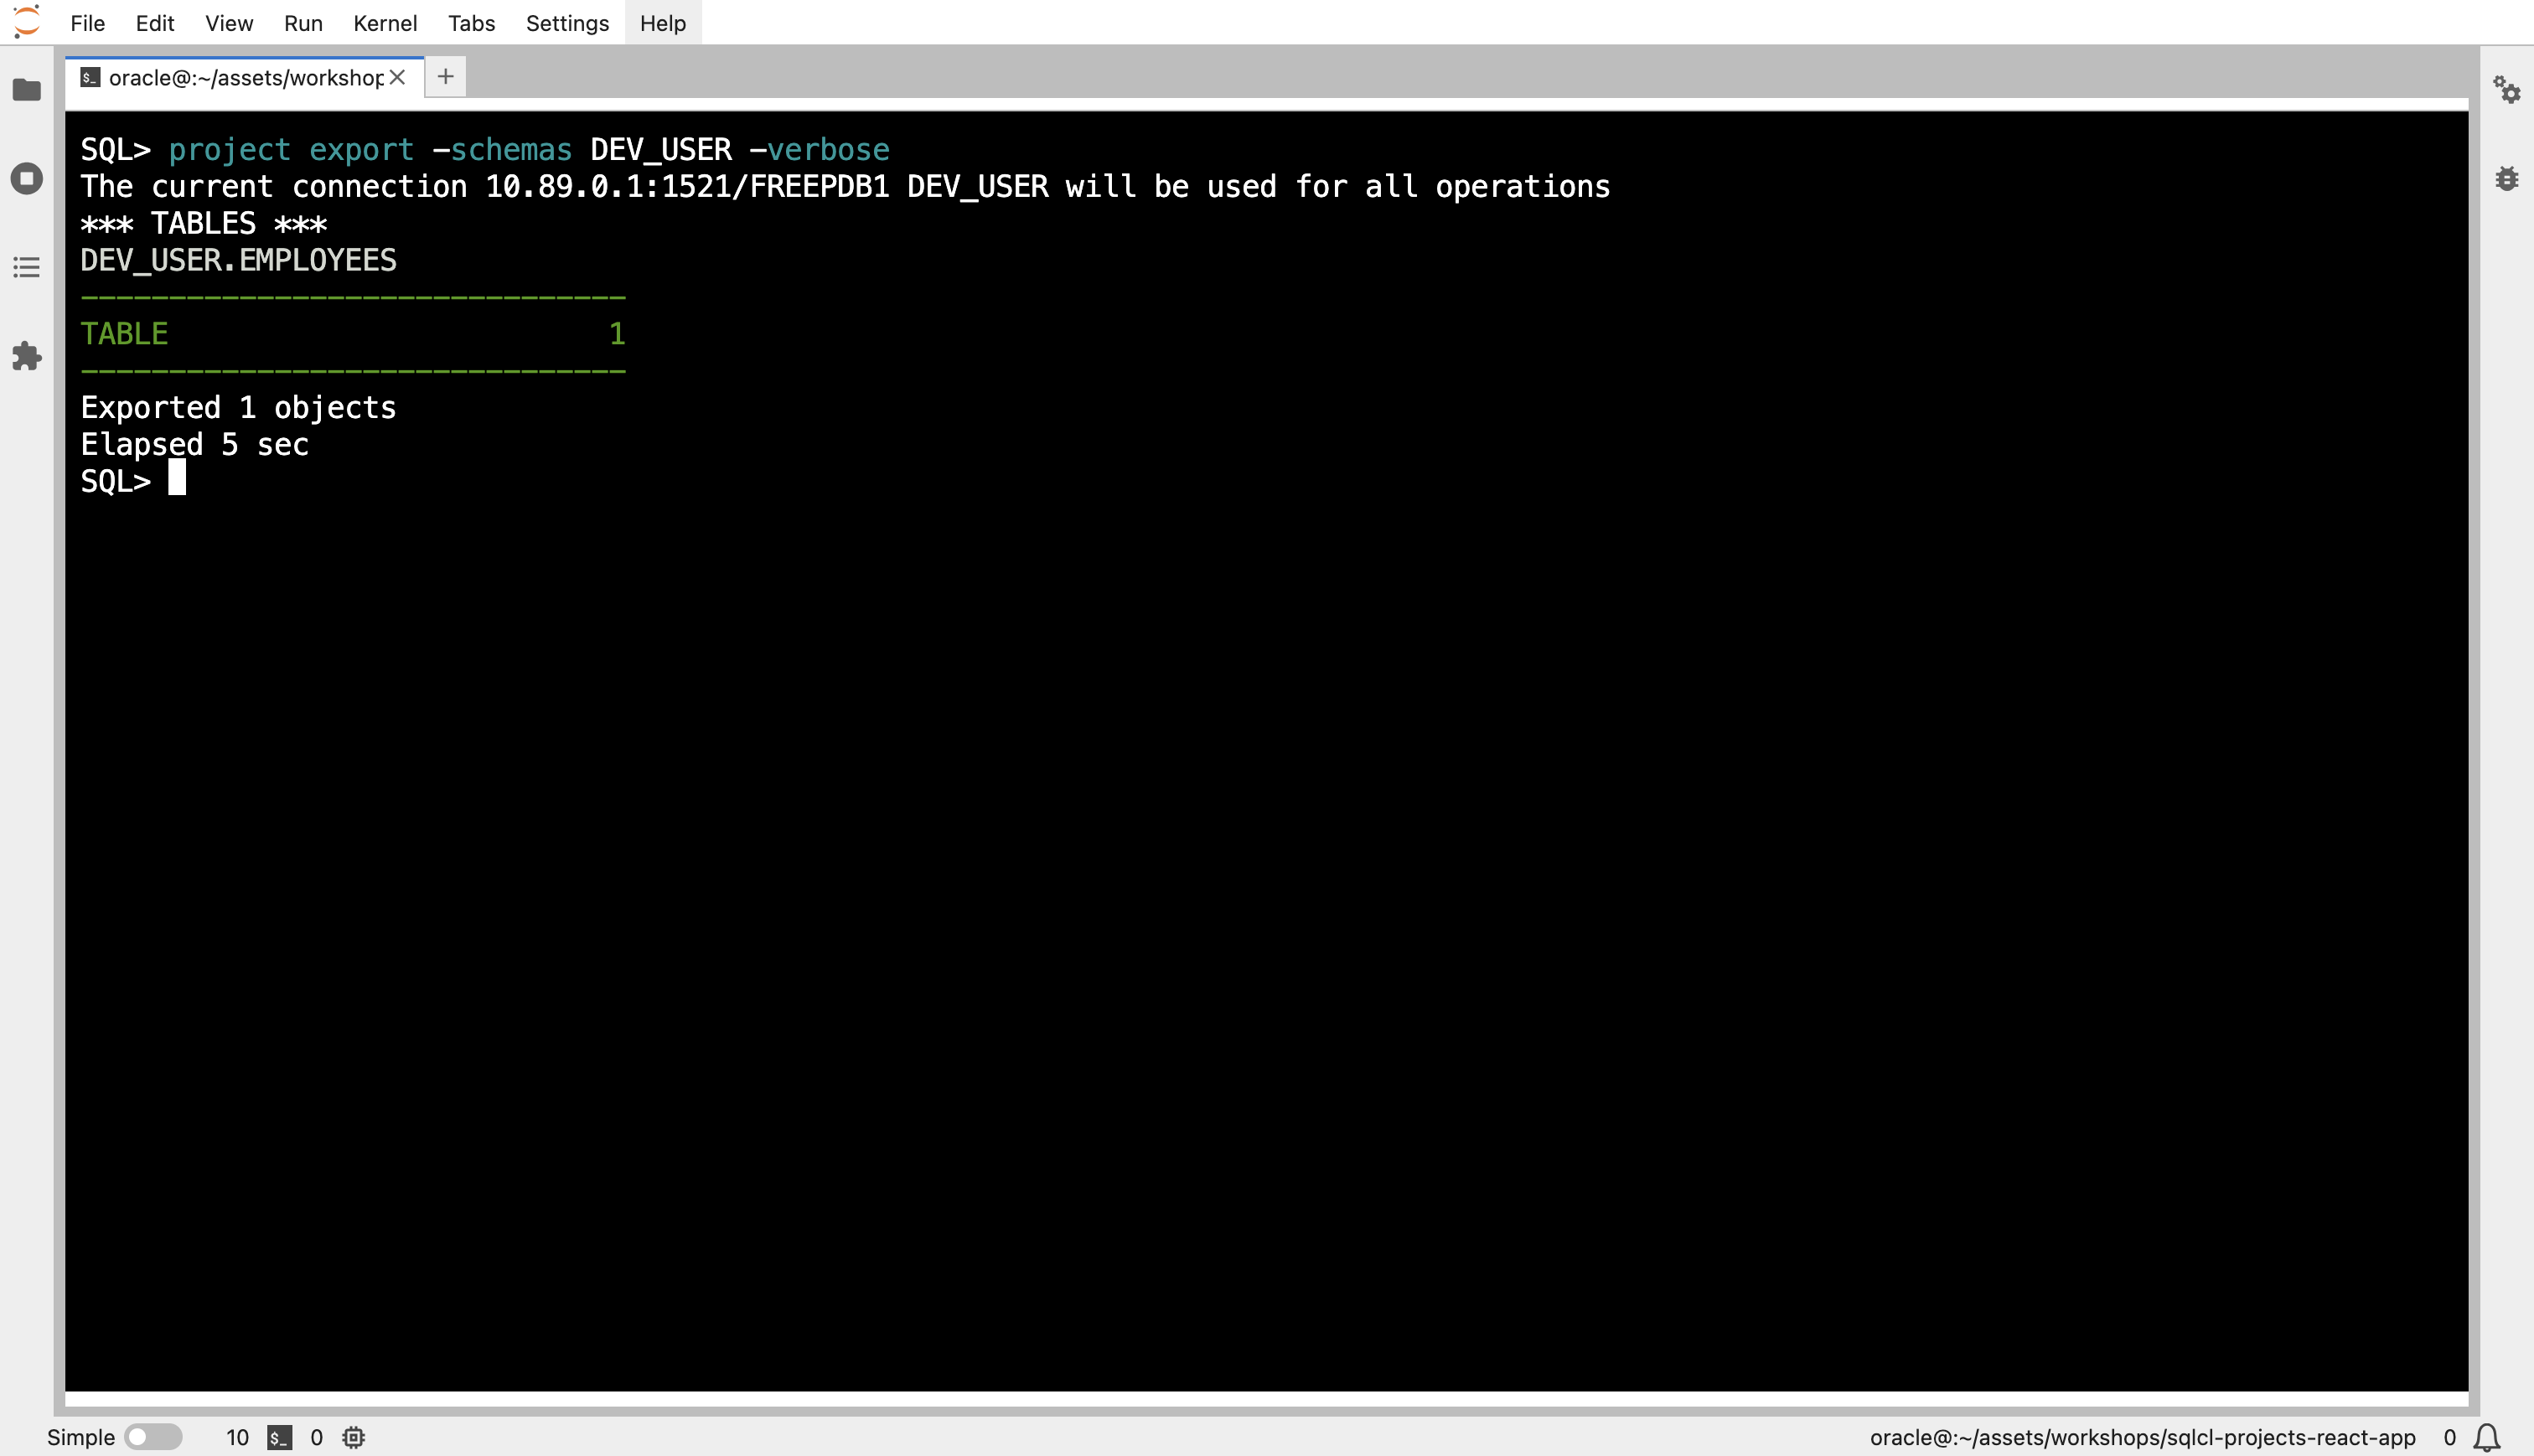 File Edit View Run Kernel Tabs Settings Help
oracle@:~/assets/workshop
SQL> project export -schemas DEV_USER -verbose
The current connection 10.89.0.1:1521/FREEPDB1 DEV_USER will be used for all operations
*** TABLES ***
DEV_USER.EMPLOYEES
-------------------------------
TABLE 1
-------------------------------
Exported 1 objects
Elapsed 5 sec
SQL>
Simple 10 $_ 0 oracle@:~/assets/workshops/sqlcl-projects-react-app 0